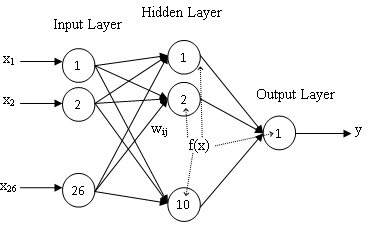 Hidden Layer
Input Layer
Output Layer
x1
1
1
x2
2
2
wij
f(x)
1
y
x26
26
10